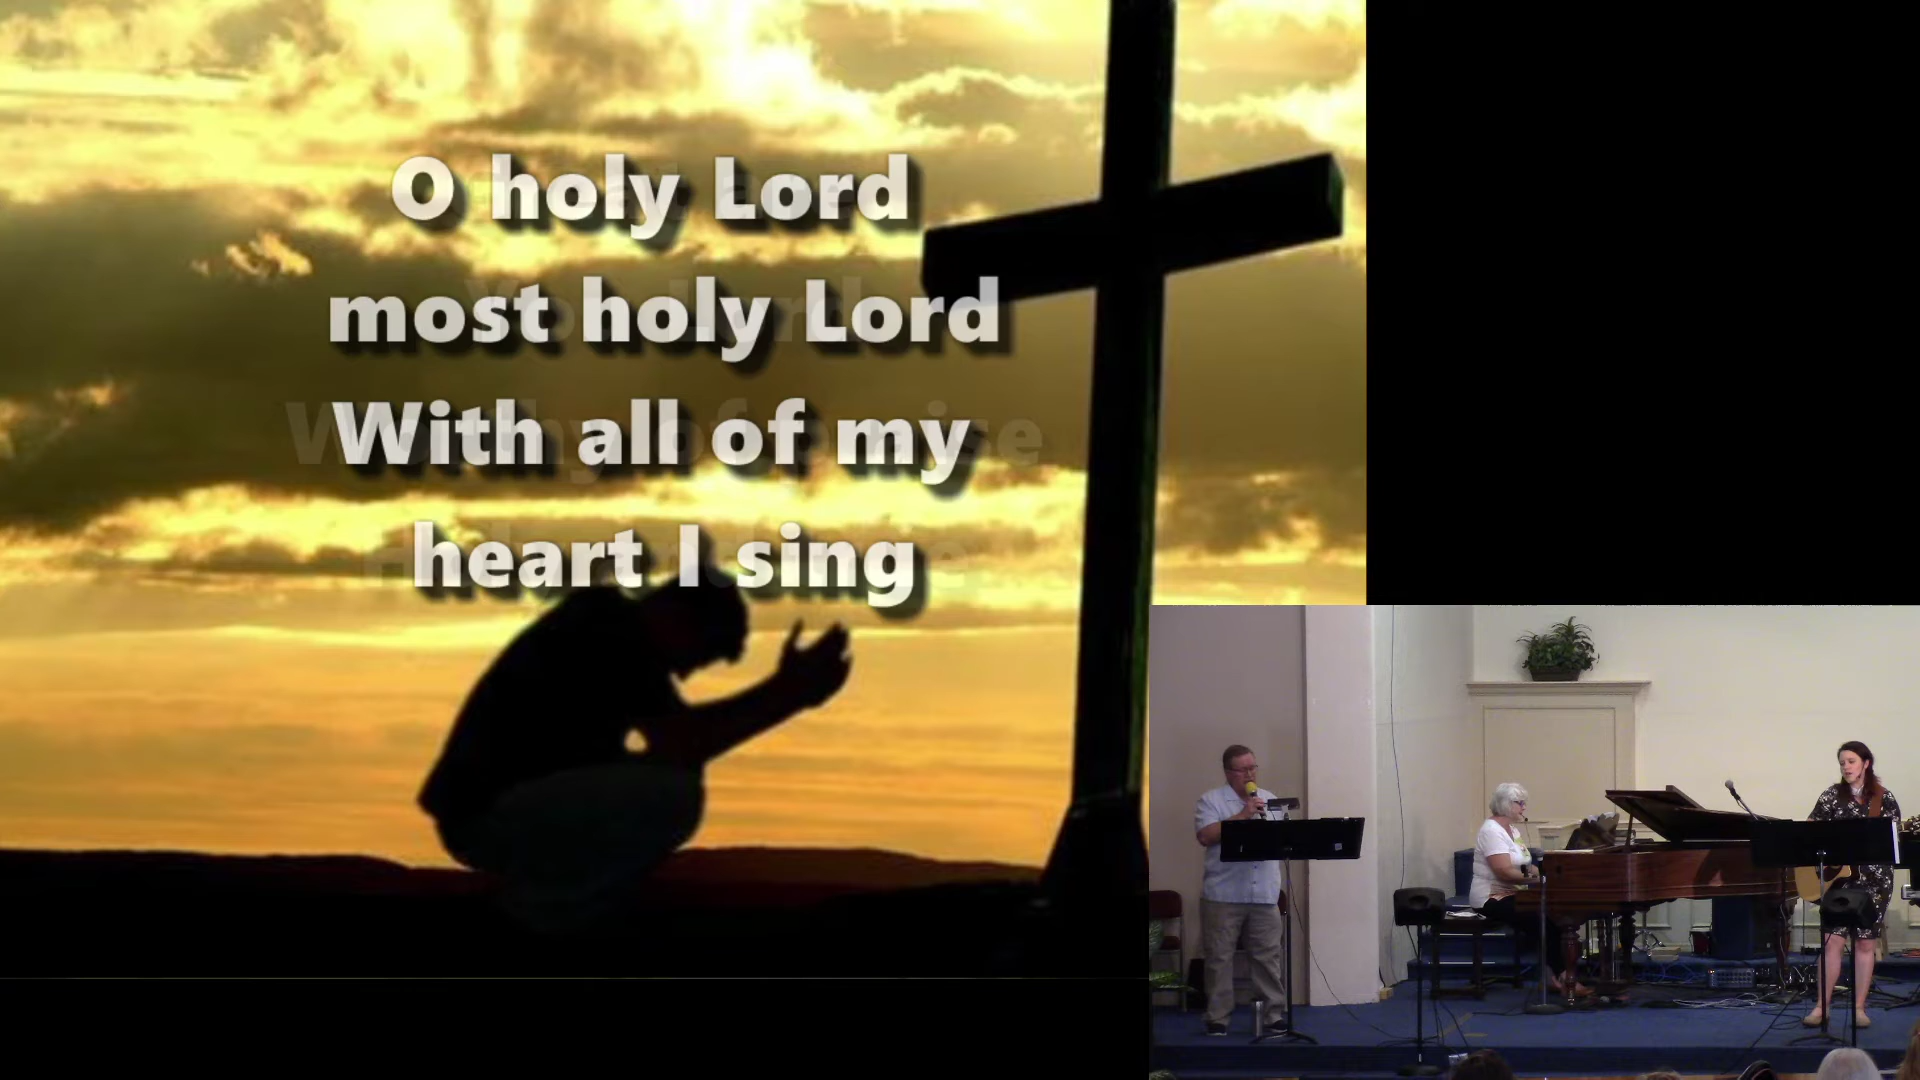 O holy Lord
most holy Lord
With all of my
heart I sing